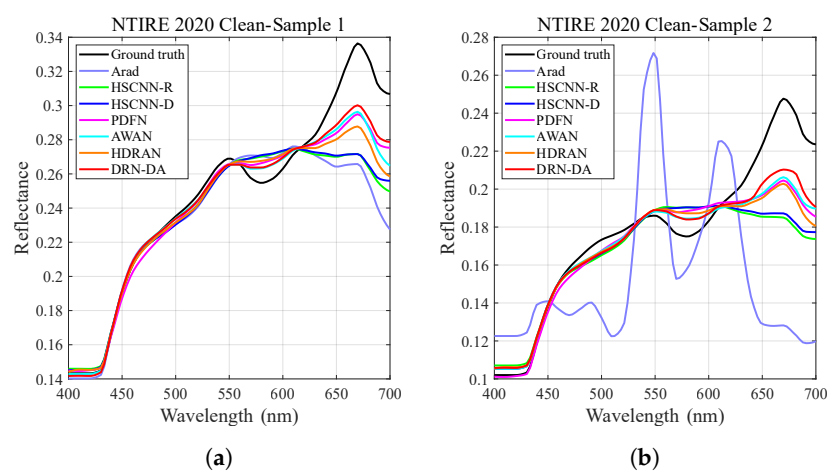 NTIRE 2020 Clean-Sample 1
0.34
0.32
0.3
0.28
0.26
0.24
0.22
0.2
0.18
0.16
0.14
Reflectance
Ground truth
Arad
HSCNN-R
HSCNN-D
PDFN
AWAN
HDRAN
DRN-DA
400 450 500 550 600 650 700
Wavelength (nm)
(a)
NTIRE 2020 Clean-Sample 2
0.28
0.26
0.24
0.22
0.2
0.18
0.16
0.14
0.12
0.1
Reflectance
Ground truth
Arad
HSCNN-R
HSCNN-D
PDFN
AWAN
HDRAN
DRN-DA
400 450 500 550 600 650 700
Wavelength (nm)
(b)